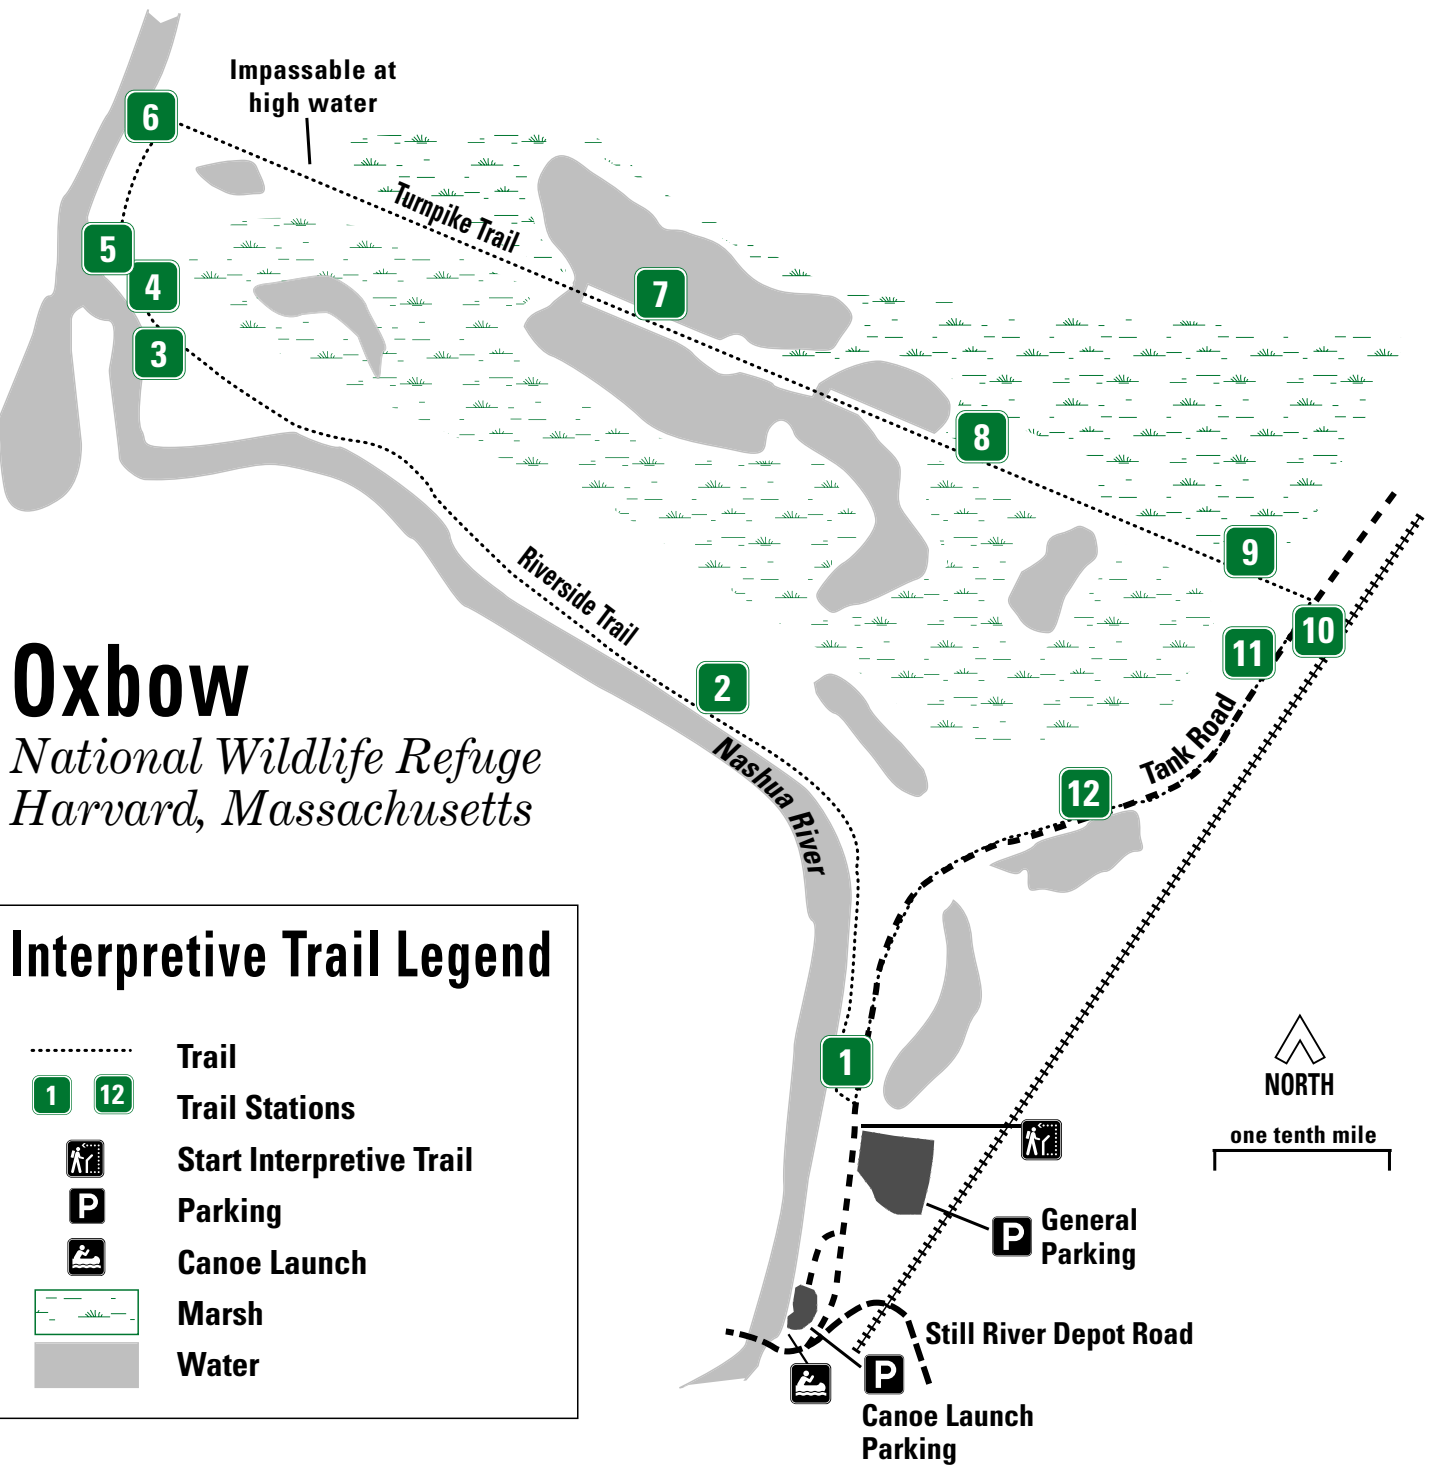 Impassable at
high water
6
Turnpike Trail
5
4
7
3
8
9
Riverside Trail
10
11
2
Oxbow
National Wildlife Refuge
Harvard, Massachusetts
Nashua River
Tank Road
12
Interpretive Trail Legend
Trail
1 12 Trail Stations
Start Interpretive Trail
P Parking
Canoe Launch
Marsh
Water
1
NORTH
one tenth mile
P General
Parking
Still River Depot Road
P
Canoe Launch
Parking